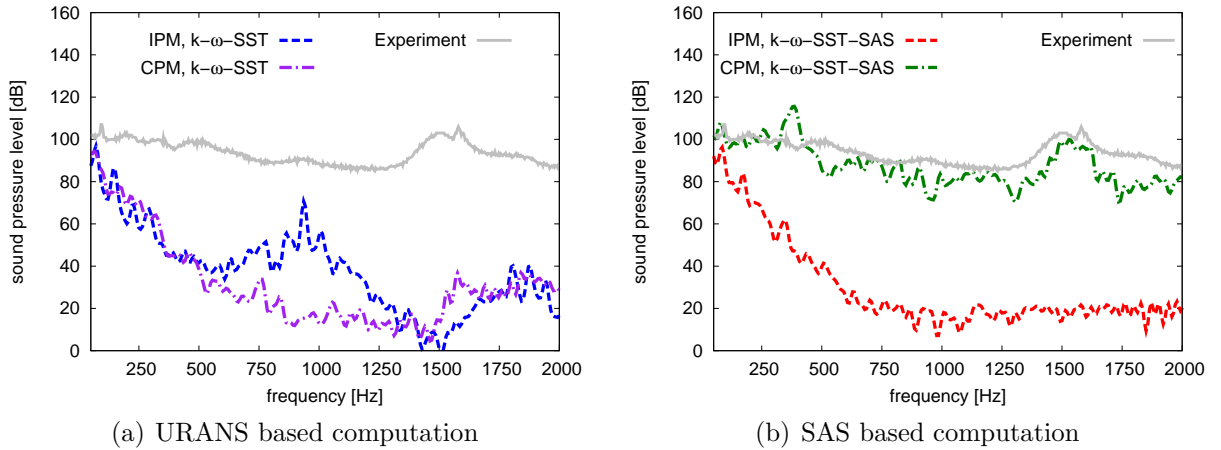 160
140
120
100
80
60
40
20
0
sound pressure level [dB]
IPM, k−ω−SST
CPM, k−ω−SST
Experiment
250 500 750 1000 1250 1500 1750 2000
frequency [Hz]
(a) URANS based computation
160
140
120
100
80
60
40
20
0
sound pressure level [dB]
IPM, k−ω−SST−SAS
CPM, k−ω−SST−SAS
Experiment
250 500 750 1000 1250 1500 1750 2000
frequency [Hz]
(b) SAS based computation